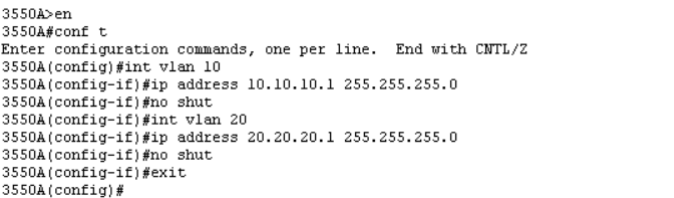 3550A>en
3550A#conf t
Enter configuration commands, one per line.  End with CNTL/Z
3550A(config)#int vlan 10
3550A(config-if)#ip address 10.10.10.1 255.255.255.0
3550A(config-if)#no shut
3550A(config-if)#int vlan 20
3550A(config-if)#ip address 20.20.20.1 255.255.255.0
3550A(config-if)#no shut
3550A(config-if)#exit
3550A(config)#